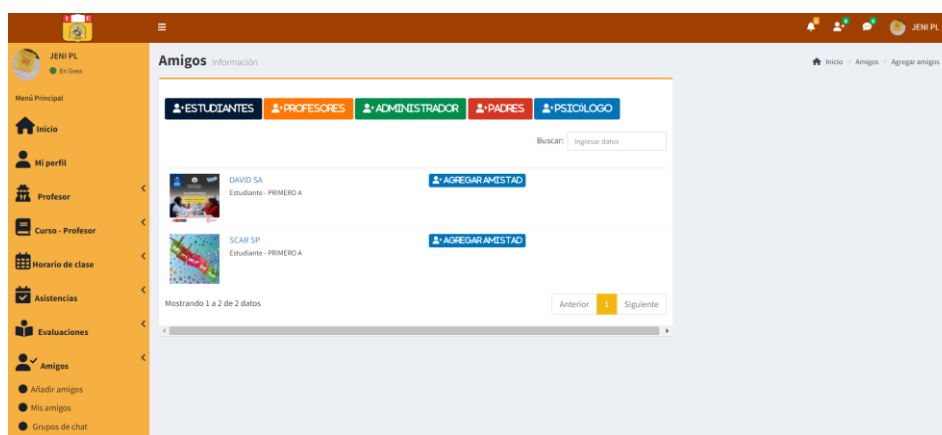 JENI PL
JENI PL
En línea
Menú Principal
Inicio
Mi perfil
Profesor
Curso - Profesor
Horario de clase
Asistencias
Evaluaciones
Amigos
Añadir amigos
Mis amigos
Grupos de chat
Amigos Información
Inicio - Amigos - Agregar amigos
ESTUDIANTES PROFESORES ADMINISTRADOR PADRES PSICÓLOGO
Buscar: Ingresar datos
DAVID SA
Estudiante - PRIMERO A
AGREGAR AMISTAD
SCAR SP
Estudiante - PRIMERO A
AGREGAR AMISTAD
Mostrando 1 a 2 de 2 datos
Anterior 1 Siguiente